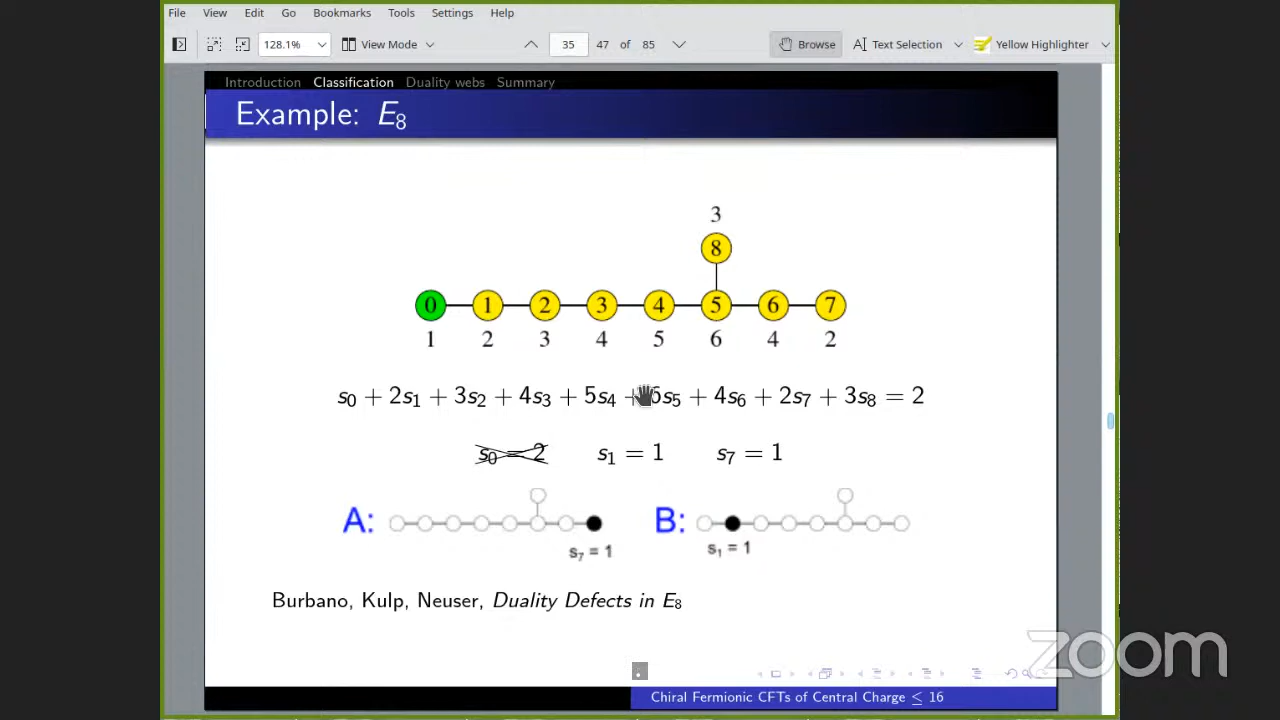 File View Edit Go Bookmarks Tools Settings Help
128.1% View Mode 35 47 of 85 Browse Text Selection Yellow Highlighter
Introduction Classification Duality webs Summary
Example: E₈
3
8
0 1 2 3 4 5 6 7
1 2 3 4 5 6 4 2
s₀ + 2s₁ + 3s₂ + 4s₃ + 5s₄ + 6s₅ + 4s₆ + 2s₇ + 3s₈ = 2
s₀ = 2 s₁ = 1 s₇ = 1
A: B:
s₇ = 1 s₁ = 1
Burbano, Kulp, Neuser, Duality Defects in E₈
zoom
Chiral Fermionic CFTs of Central Charge ≤ 16